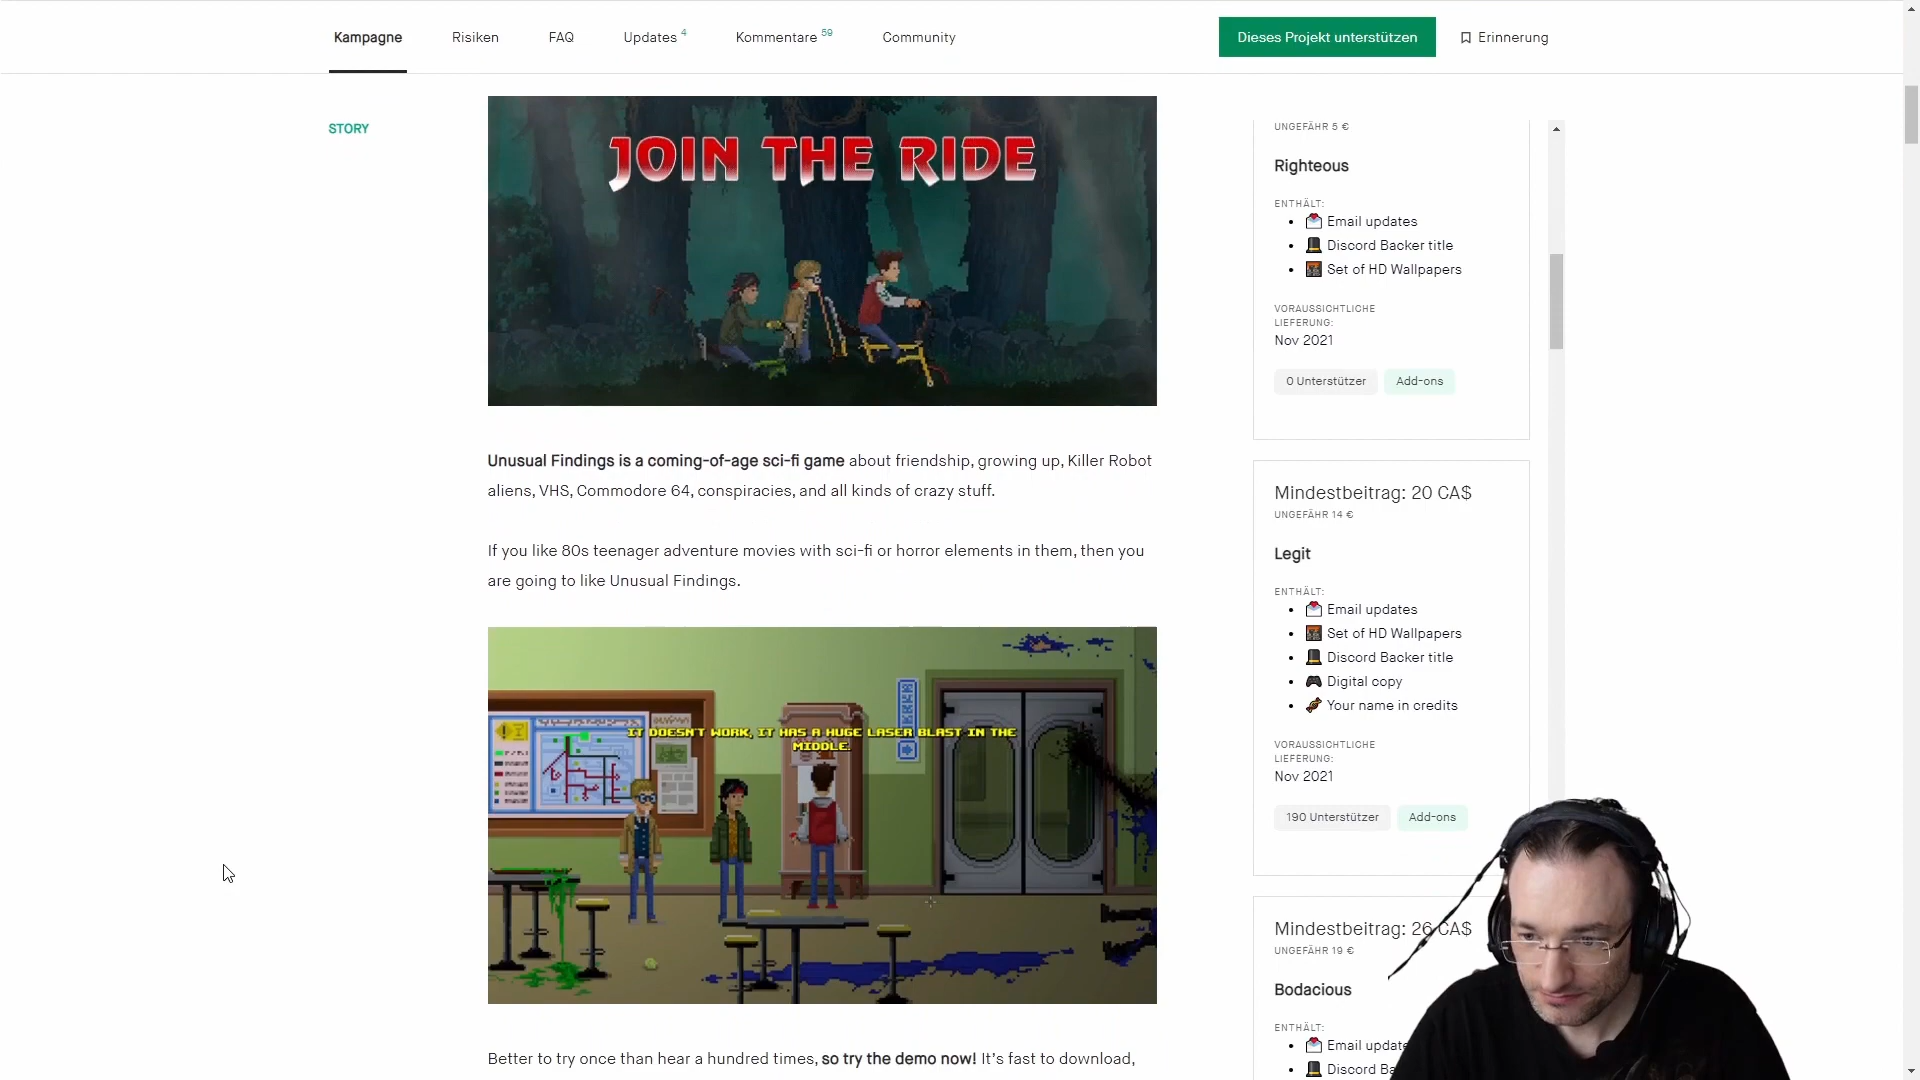 Kampagne
Risiken
FAQ
Updates 4
Kommentare 59
Community
Dieses Projekt unterstützen
Erinnerung
STORY
JOIN THE RIDE
Unusual Findings is a coming-of-age sci-fi game about friendship, growing up, Killer Robot
aliens, VHS, Commodore 64, conspiracies, and all kinds of crazy stuff.
If you like 80s teenager adventure movies with sci-fi or horror elements in them, then you
are going to like Unusual Findings.
IT DOESN'T WORK, IT HAS A HUGE LASER BLAST IN THE
MIDDLE.
Better to try once than hear a hundred times, so try the demo now! It's fast to download,
UNGEFÄHR 5 €
Righteous
ENTHÄLT:
Email updates
Discord Backer title
Set of HD Wallpapers
VORAUSSICHTLICHE
LIEFERUNG:
Nov 2021
0 Unterstützer
Add-ons
Mindestbeitrag: 20 CA$
UNGEFÄHR 14 €
Legit
ENTHÄLT:
Email updates
Set of HD Wallpapers
Discord Backer title
Digital copy
Your name in credits
VORAUSSICHTLICHE
LIEFERUNG:
Nov 2021
190 Unterstützer
Add-ons
Mindestbeitrag: 26 CA$
UNGEFÄHR 19 €
Bodacious
ENTHÄLT:
Email update
Discord Ba